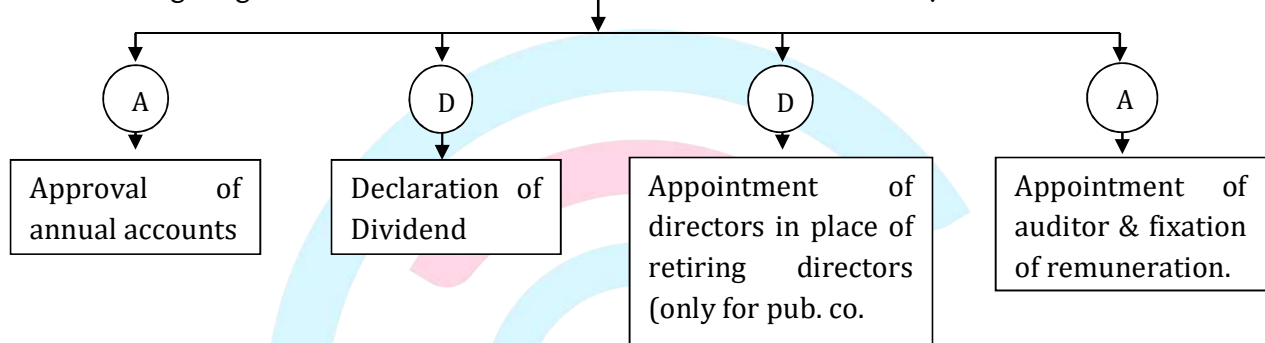 A
D
D
A
Approval of
annual accounts
Declaration of
Dividend
Appointment of
directors in place of
retiring directors
(only for pub. co.
Appointment of
auditor & fixation
of remuneration.